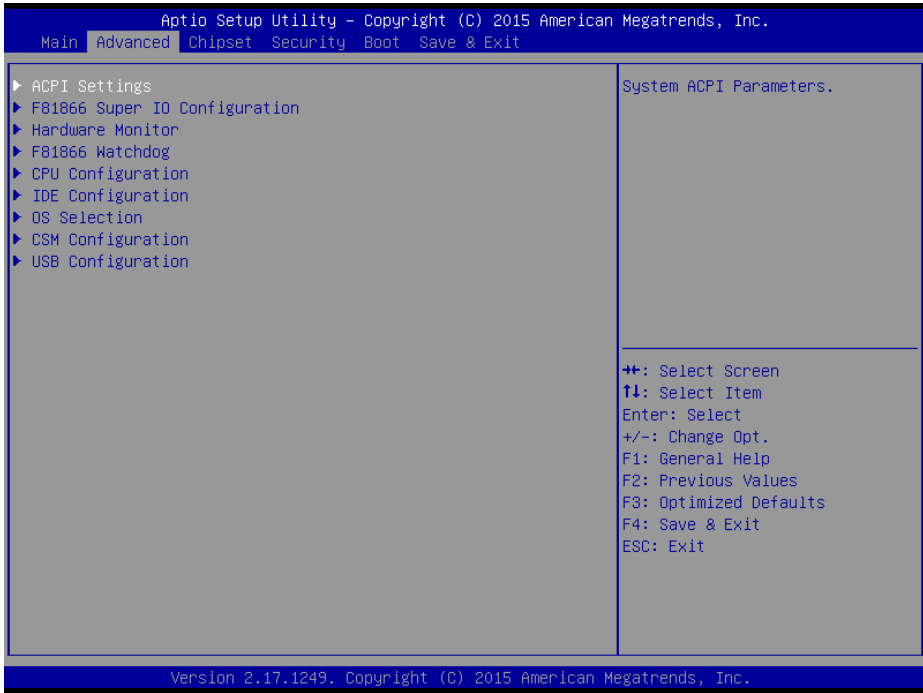 Aptio Setup Utility – Copyright (C) 2015 American Megatrends, Inc.
Main Advanced Chipset Security Boot Save & Exit
▶ ACPI Settings
▶ F81866 Super IO Configuration
▶ Hardware Monitor
▶ F81866 Watchdog
▶ CPU Configuration
▶ IDE Configuration
▶ OS Selection
▶ CSM Configuration
▶ USB Configuration
System ACPI Parameters.
→←: Select Screen
↑↓: Select Item
Enter: Select
+/-: Change Opt.
F1: General Help
F2: Previous Values
F3: Optimized Defaults
F4: Save & Exit
ESC: Exit
Version 2.17.1249. Copyright (C) 2015 American Megatrends, Inc.